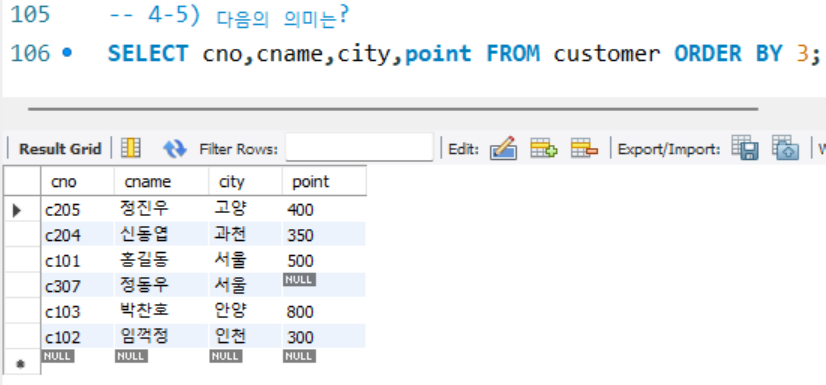 105 -- 4-5) 다음의 의미는?
106 SELECT cno,cname,city,point FROM customer ORDER BY 3;
Result Grid Filter Rows: Edit: Export/Import: W
cno cname city point
c205 정진우 고양 400
c204 신동엽 과천 350
c101 홍길동 서울 500
c307 정동우 서울 NULL
c103 박찬호 안양 800
c102 임꺽정 인천 300
NULL NULL NULL NULL